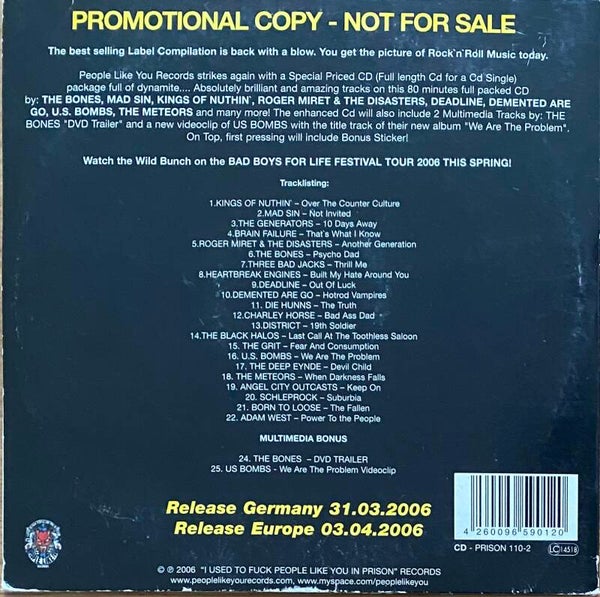 PROMOTIONAL COPY - NOT FOR SALE
The best selling Label Compilation is back with a blow. You get the picture of Rock`n`Roll Music today.
People Like You Records strikes again with a Special Priced CD (Full length Cd for a Cd Single)
package full of dynamite.... Absolutely brilliant and amazing tracks on this 80 minutes full packed CD
by: THE BONES, MAD SIN, KINGS OF NUTHIN`, ROGER MIRET & THE DISASTERS, DEADLINE, DEMENTED ARE
GO, U.S. BOMBS, THE METEORS and many more! The enhanced Cd will also include 2 Multimedia Tracks by: THE
BONES "DVD Trailer" and a new videoclip of US BOMBS with the title track of their new album "We Are The Problem".
On Top, first pressing will include Bonus Sticker!
Watch the Wild Bunch on the BAD BOYS FOR LIFE FESTIVAL TOUR 2006 THIS SPRING!
Tracklisting:
1.KINGS OF NUTHIN` – Over The Counter Culture
2.MAD SIN – Not Invited
3.THE GENERATORS – 10 Days Away
4.BRAIN FAILURE – That`s What I Know
5.ROGER MIRET & THE DISASTERS – Another Generation
6.THE BONES – Psycho Dad
7.THREE BAD JACKS – Thrill Me
8.HEARTBREAK ENGINES – Built My Hate Around You
9.DEADLINE – Out Of Luck
10.DEMENTED ARE GO – Hotrod Vampires
11. DIE HUNNS – The Truth
12.CHARLEY HORSE – Bad Ass Dad
13.DISTRICT – 19th Soldier
14.THE BLACK HALOS – Last Call At The Toothless Saloon
15. THE GRIT – Fear And Consumption
16. U.S. BOMBS – We Are The Problem
17. THE DEEP EYNDE – Devil Child
18. THE METEORS – When Darkness Falls
19. ANGEL CITY OUTCASTS – Keep On
20. SCHLEPROCK – Suburbia
21. BORN TO LOOSE – The Fallen
22. ADAM WEST – Power To the People
MULTIMEDIA BONUS
24. THE BONES – DVD TRAILER
25. US BOMBS - We Are The Problem Videoclip
Release Germany 31.03.2006
Release Europe 03.04.2006
4 260096 590120
CD - PRISON 110-2
LC 14518
© ℗ 2006 "I USED TO FUCK PEOPLE LIKE YOU IN PRISON" RECORDS
www.peoplelikeyourecords.com, www.myspace.com/peoplelikeyou